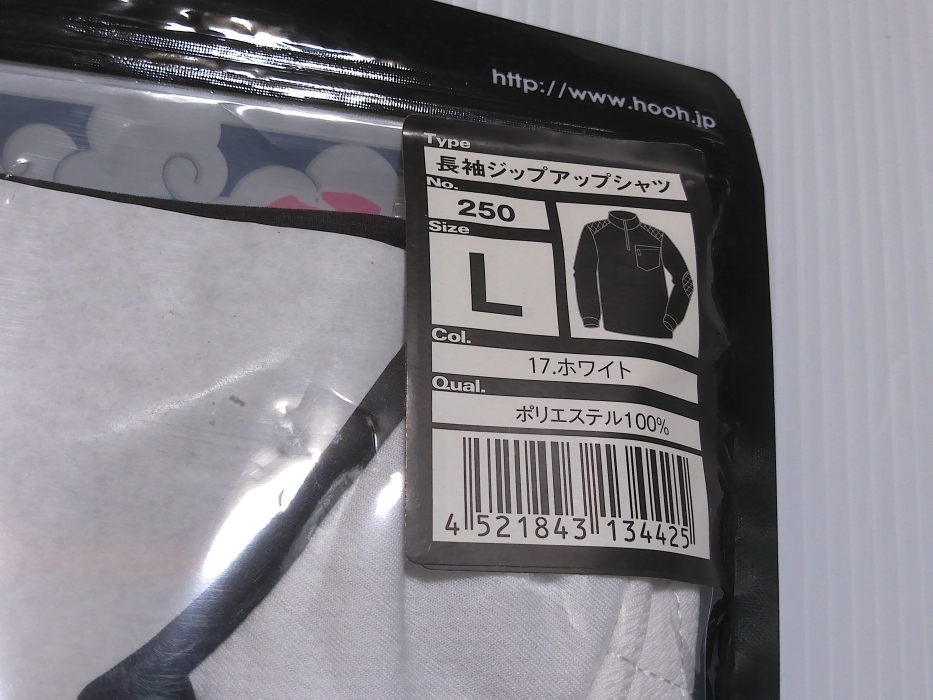 http://www.hooh.jp
Type
長袖ジップアップシャツ
No.
250
Size
L
Col.
17.ホワイト
Qual.
ポリエステル100%
4 521843 134425